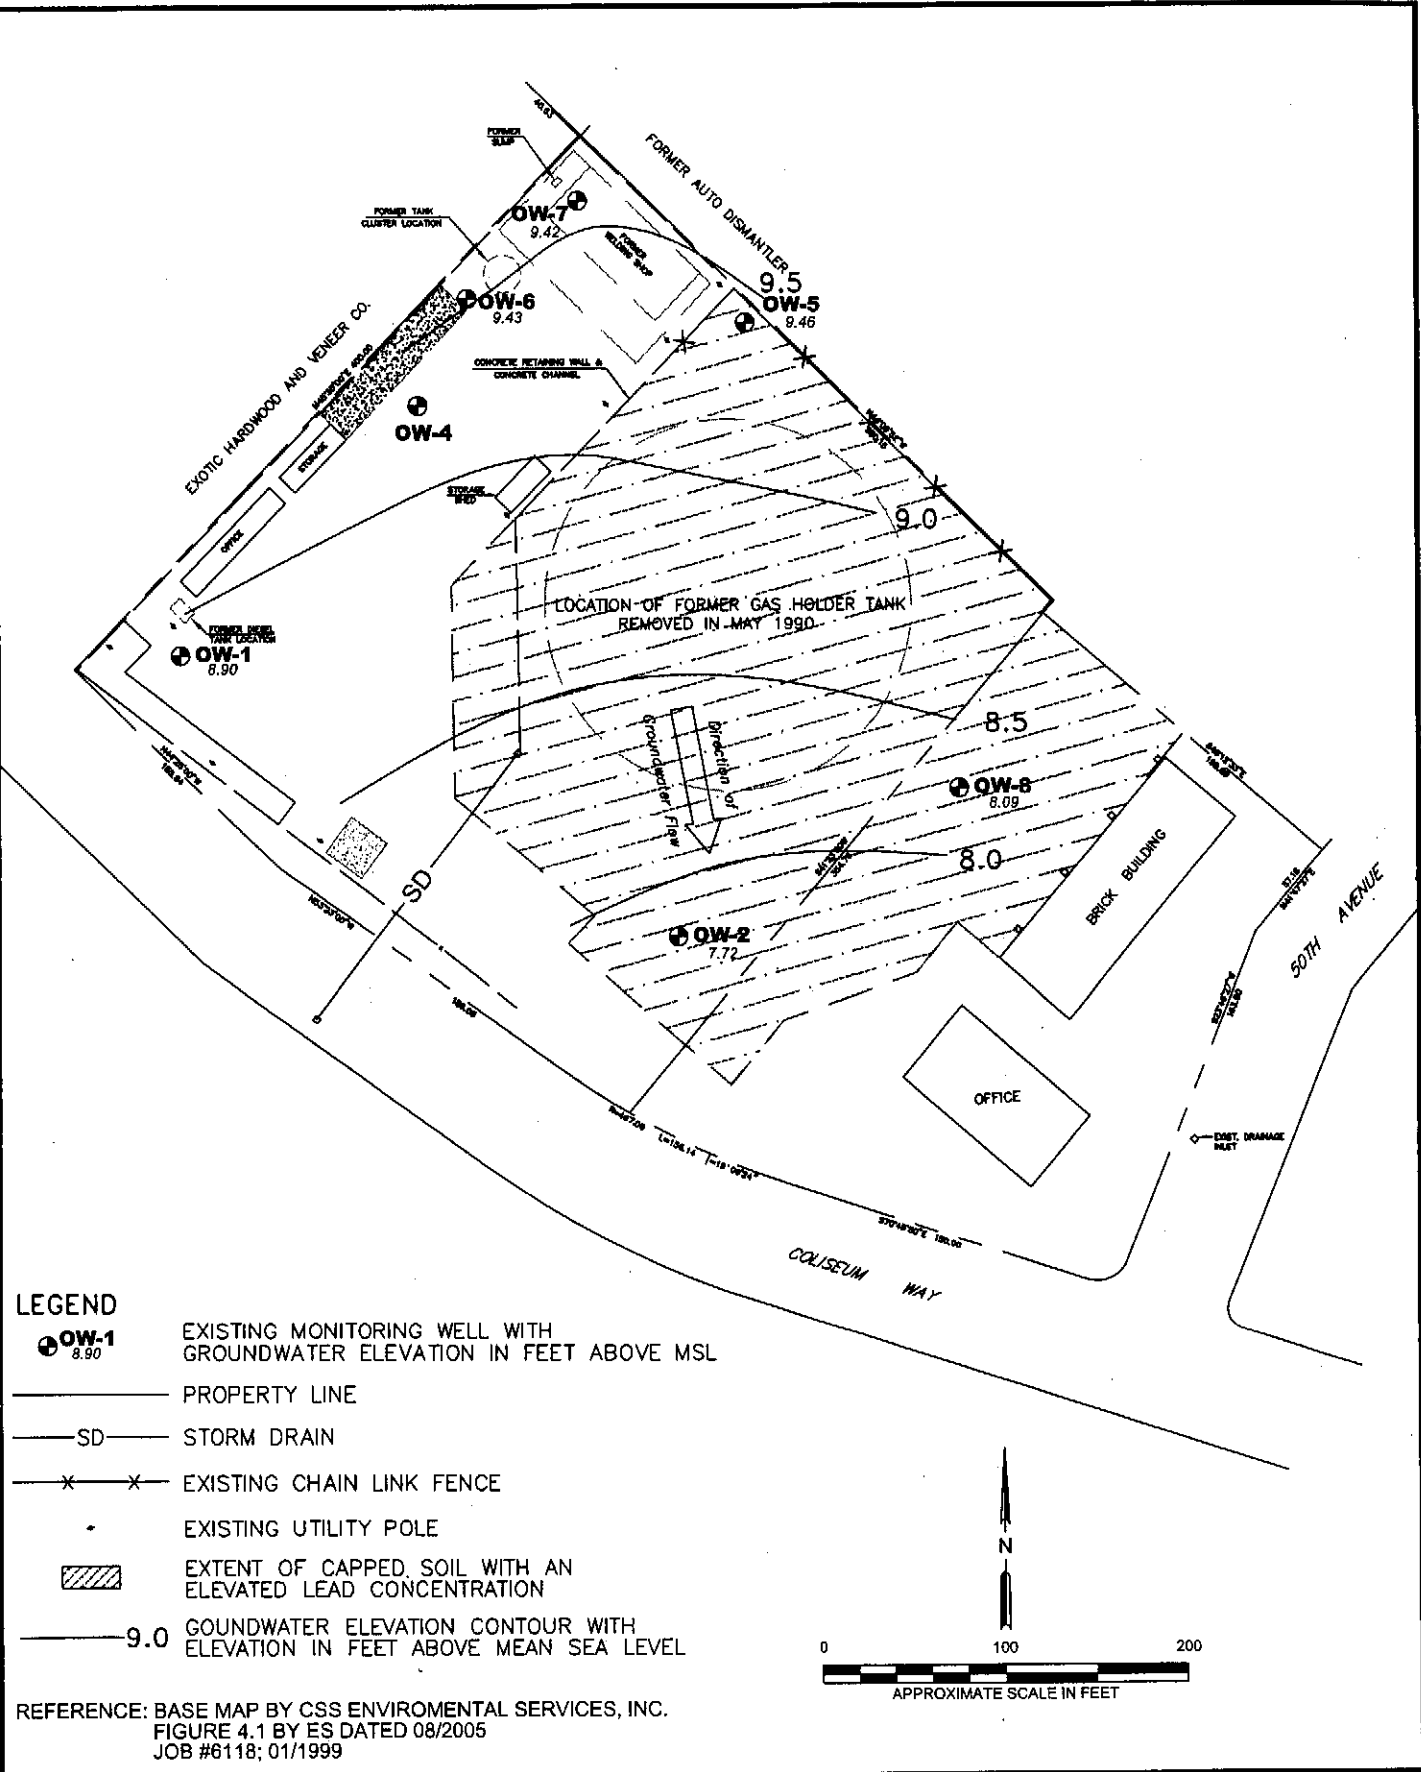 40.53
FORMER
SUMP
FORMER AUTO DISMANTLER
OW-7
9.42
FORMER TANK
CLUSTER LOCATION
FORMER
WELDING SHOP
9.5
OW-5
9.46
OW-6
9.43
EXOTIC HARDWOOD AND VENEER CO.
CONCRETE RETAINING WALL &
CONCRETE CHANNEL
OW-4
STORAGE
STORAGE
SHED
9.0
OFFICE
LOCATION OF FORMER GAS HOLDER TANK
REMOVED IN MAY 1990
FORMER DIESEL
TANK LOCATION
OW-1
8.90
8.5
Direction of
Groundwater Flow
OW-8
8.09
8.0
BRICK BUILDING
SD
OW-2
7.72
50TH AVENUE
OFFICE
EXIST. DRAINAGE
INLET
COLISEUM WAY
LEGEND
OW-1
8.90
EXISTING MONITORING WELL WITH
GROUNDWATER ELEVATION IN FEET ABOVE MSL
PROPERTY LINE
SD STORM DRAIN
EXISTING CHAIN LINK FENCE
EXISTING UTILITY POLE
EXTENT OF CAPPED SOIL WITH AN
ELEVATED LEAD CONCENTRATION
9.0 GOUNDWATER ELEVATION CONTOUR WITH
ELEVATION IN FEET ABOVE MEAN SEA LEVEL
N
0 100 200
APPROXIMATE SCALE IN FEET
REFERENCE: BASE MAP BY CSS ENVIROMENTAL SERVICES, INC.
FIGURE 4.1 BY ES DATED 08/2005
JOB #6118; 01/1999